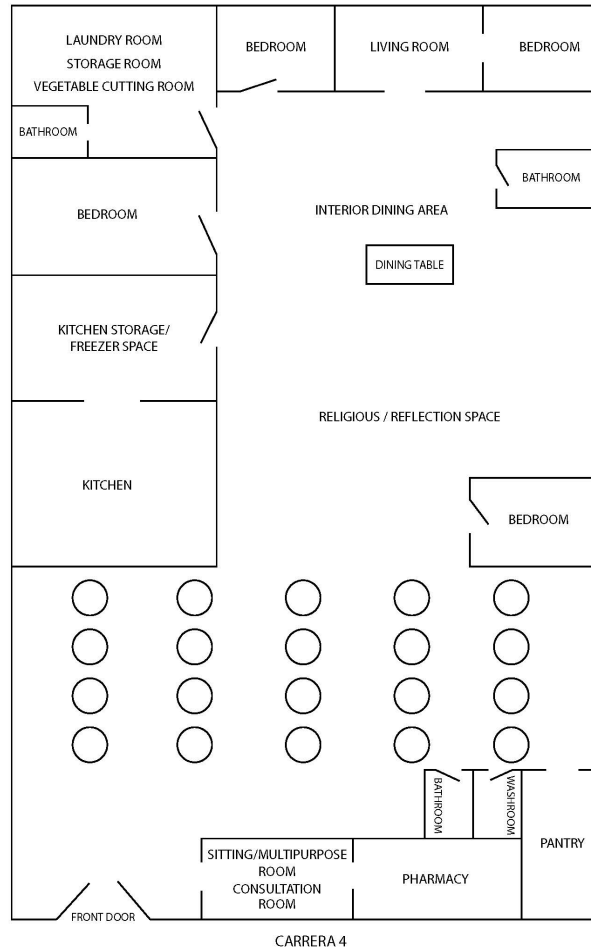 LAUNDRY ROOM
STORAGE ROOM
VEGETABLE CUTTING ROOM
BEDROOM
LIVING ROOM
BEDROOM
BATHROOM
BATHROOM
BEDROOM
INTERIOR DINING AREA
DINING TABLE
KITCHEN STORAGE/
FREEZER SPACE
RELIGIOUS / REFLECTION SPACE
KITCHEN
BEDROOM
BATHROOM
WASHROOM
PANTRY
SITTING/MULTIPURPOSE
ROOM
CONSULTATION
ROOM
PHARMACY
FRONT DOOR
CARRERA 4